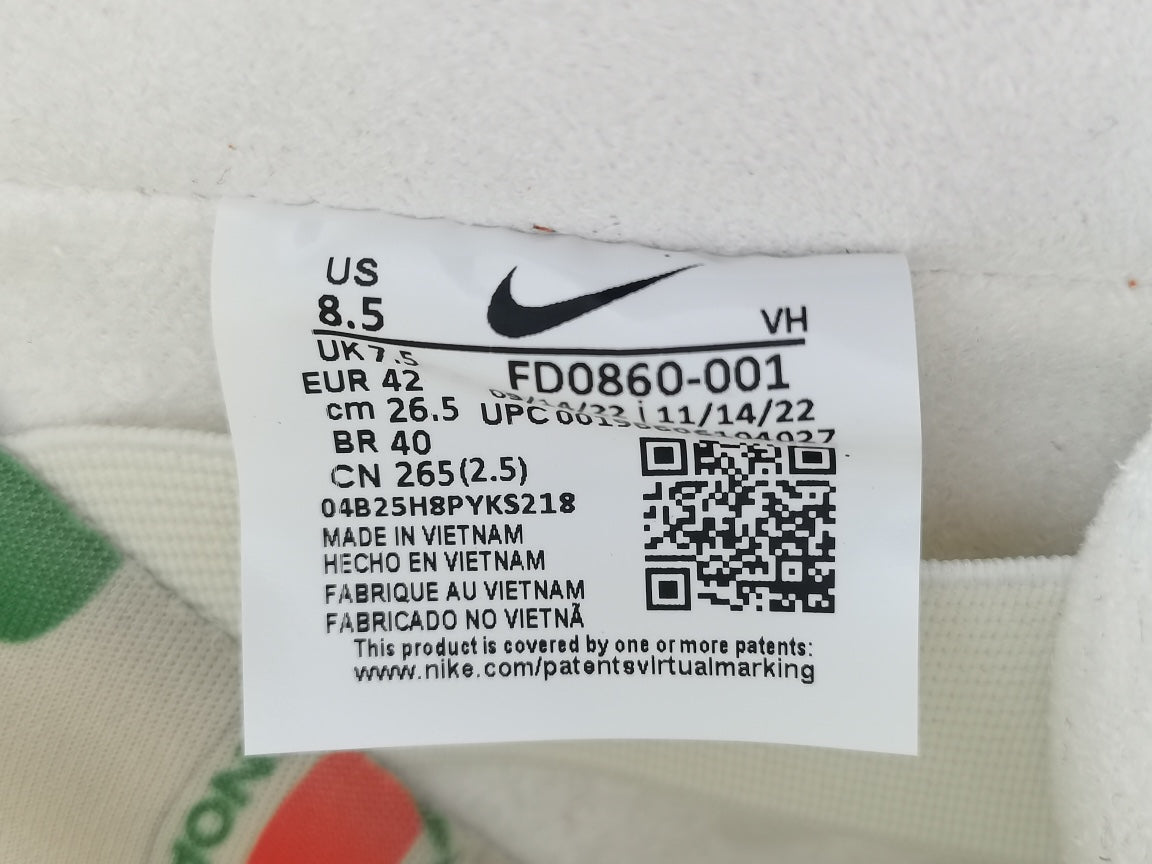 US
8.5
VH
UK 7.5
FD0860-001
EUR 42
11/14/22
cm 26.5
UPC
BR 40
CN 265(2.5)
04B25H8PYKS218
MADE IN VIETNAM
HECHO EN VIETNAM
FABRIQUE AU VIETNAM
FABRICADO NO VIETNÃ
This product is covered by one or more patents:
www.nike.com/patentsvirtualmarking